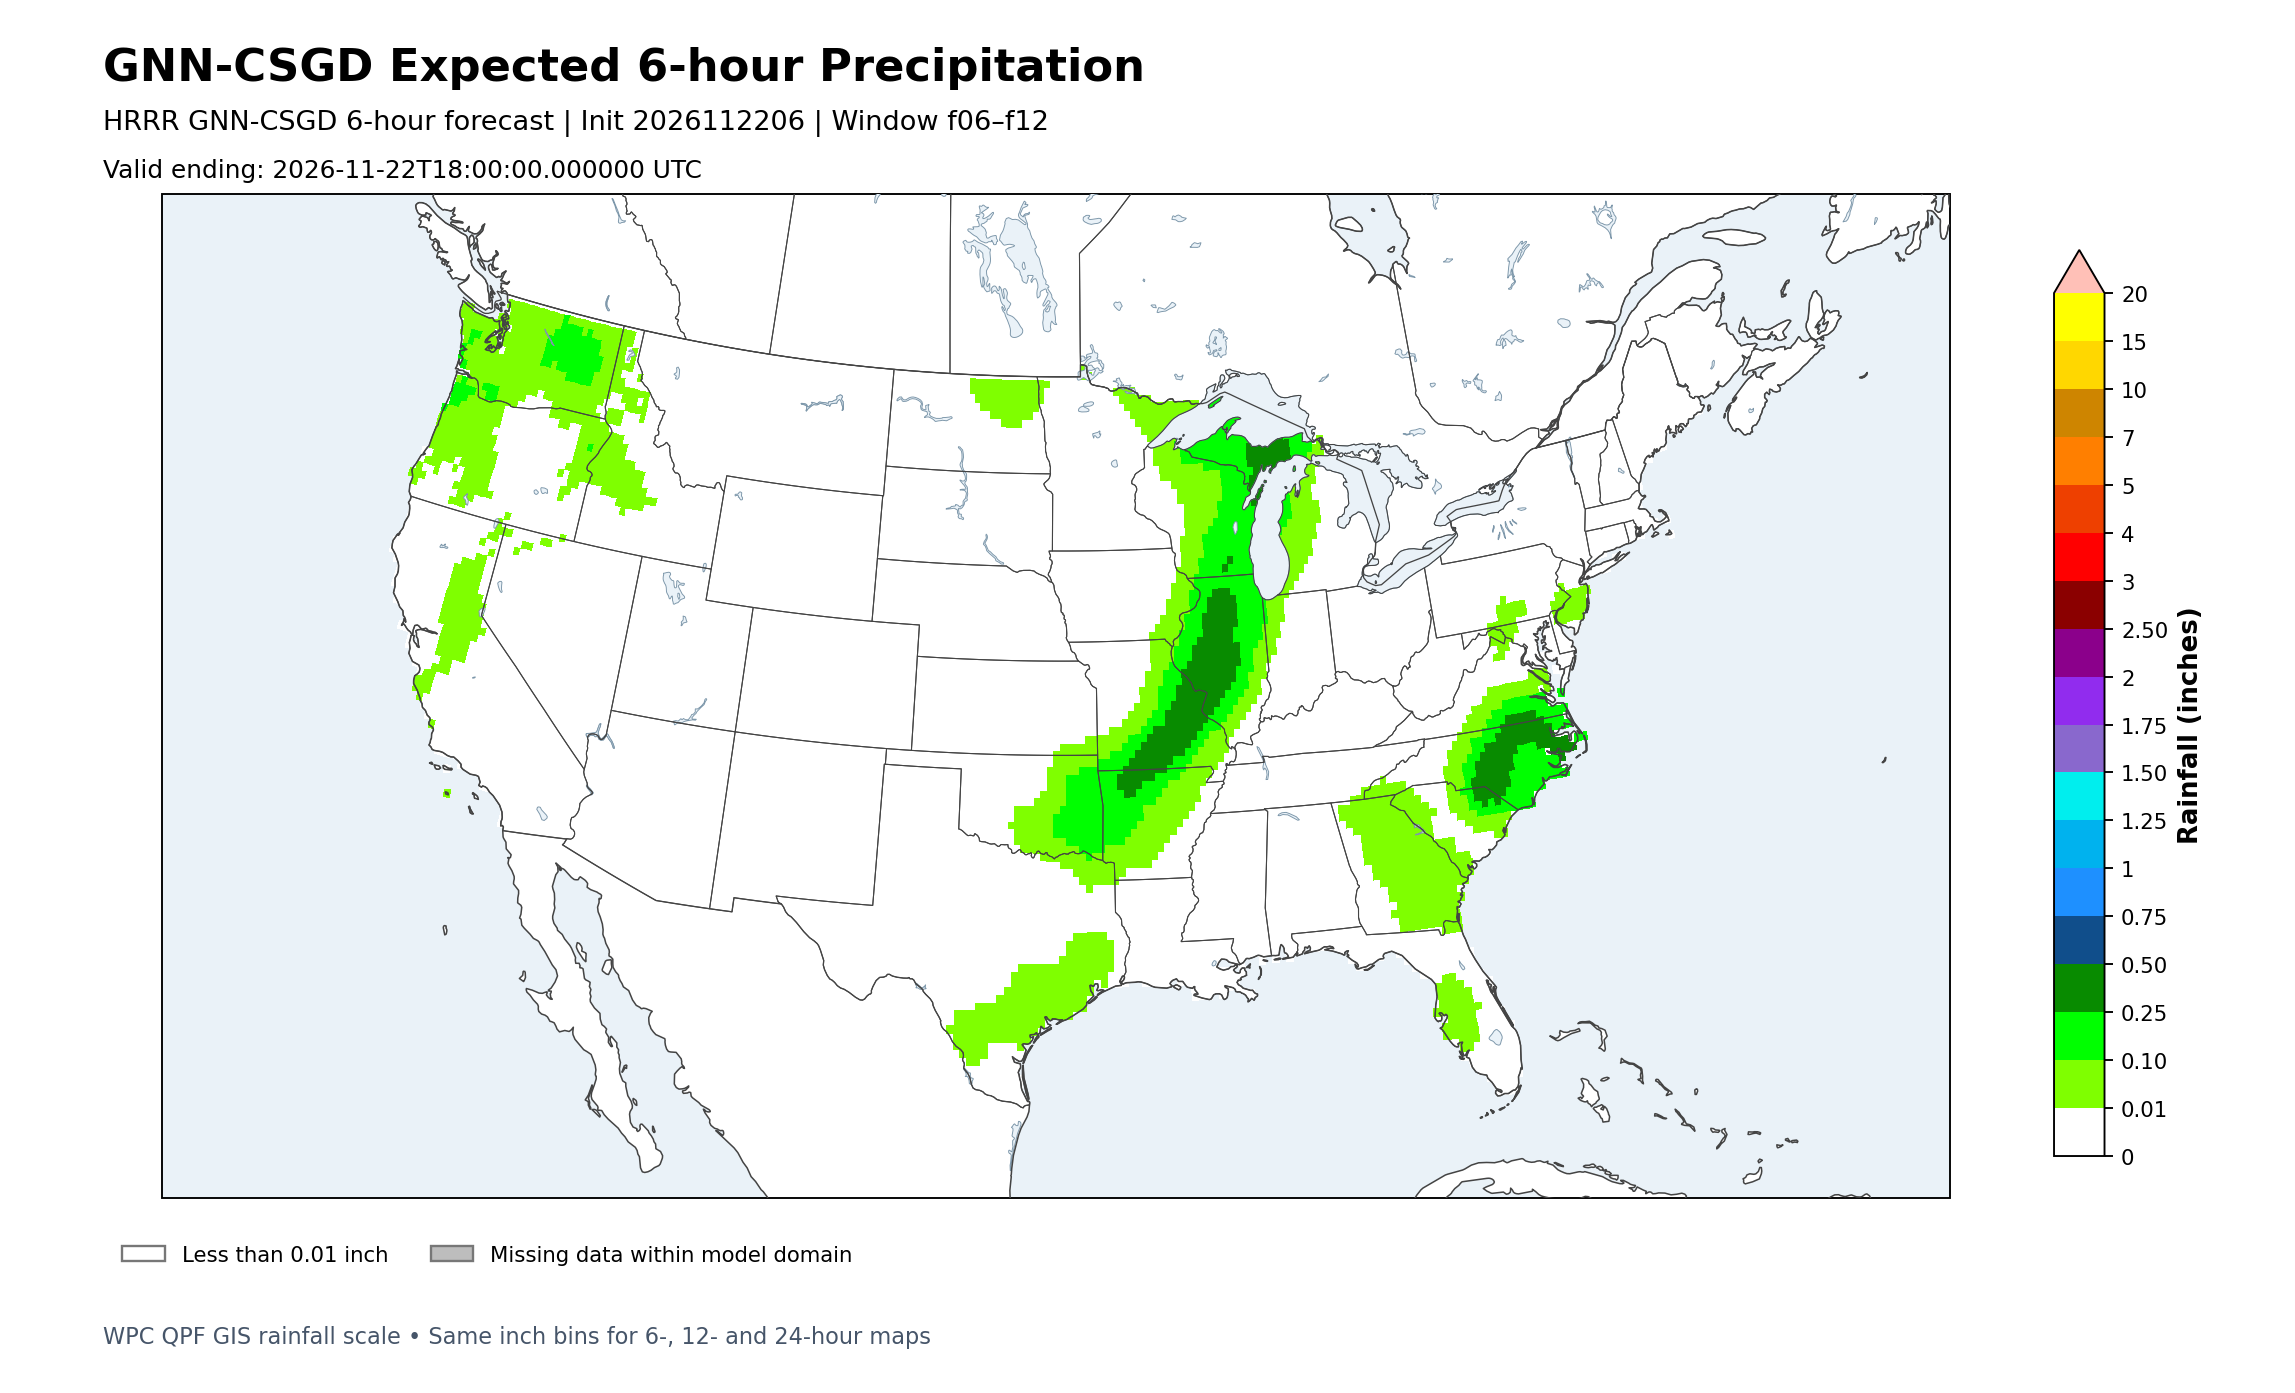 GNN-CSGD Expected 6-hour Precipitation
HRRR GNN-CSGD 6-hour forecast | Init 2026112206 | Window f06–f12
Valid ending: 2026-11-22T18:00:00.000000 UTC
20
15
10
7
5
4
3
2.50
2
1.75
1.50
1.25
1
0.75
0.50
0.25
0.10
0.01
0
Rainfall (inches)
Less than 0.01 inch
Missing data within model domain
WPC QPF GIS rainfall scale • Same inch bins for 6-, 12- and 24-hour maps